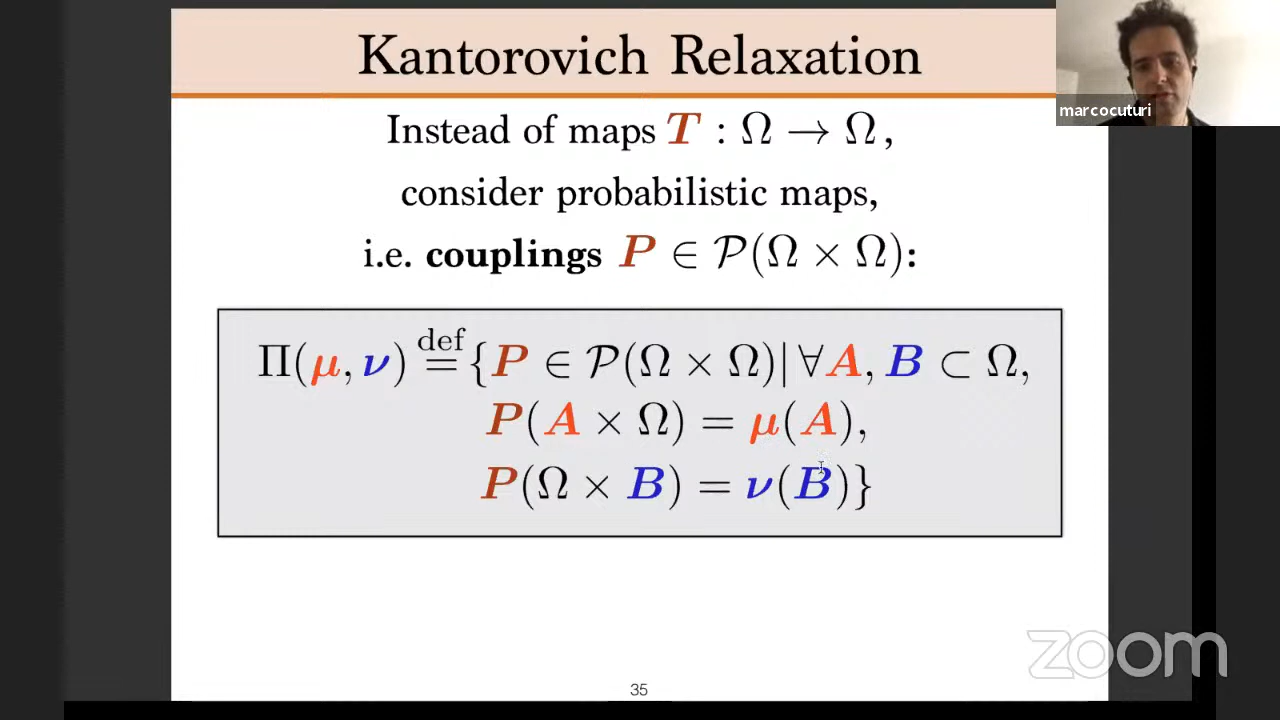 Kantorovich Relaxation
marcocuturi
Instead of maps T : Ω → Ω,
consider probabilistic maps,
i.e. couplings P ∈ 𝒫(Ω × Ω):
Π(μ, ν) def= {P ∈ 𝒫(Ω × Ω)| ∀A, B ⊂ Ω,
P(A × Ω) = μ(A),
P(Ω × B) = ν(B)}
zoom
35